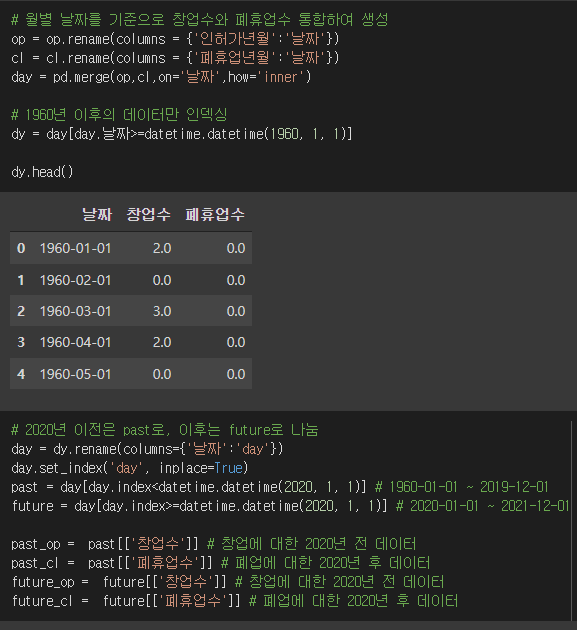 # 월별 날짜를 기준으로 창업수와 폐휴업수 통합하여 생성
op = op.rename(columns = {'인허가년월':'날짜'})
cl = cl.rename(columns = {'폐휴업년월':'날짜'})
day = pd.merge(op,cl,on='날짜',how='inner')
# 1960년 이후의 데이터만 인덱싱
dy = day[day.날짜>=datetime.datetime(1960, 1, 1)]
dy.head()
날짜 창업수 폐휴업수
0 1960-01-01 2.0 0.0
1 1960-02-01 0.0 0.0
2 1960-03-01 3.0 0.0
3 1960-04-01 2.0 0.0
4 1960-05-01 0.0 0.0
# 2020년 이전은 past로, 이후는 future로 나눔
day = dy.rename(columns={'날짜':'day'})
day.set_index('day', inplace=True)
past = day[day.index<datetime.datetime(2020, 1, 1)] # 1960-01-01 ~ 2019-12-01
future = day[day.index>=datetime.datetime(2020, 1, 1)] # 2020-01-01 ~ 2021-12-01
past_op =  past[['창업수']] # 창업에 대한 2020년 전 데이터
past_cl =  past[['폐휴업수']] # 폐업에 대한 2020년 후 데이터
future_op =  future[['창업수']] # 창업에 대한 2020년 전 데이터
future_cl =  future[['폐휴업수']] # 폐업에 대한 2020년 후 데이터